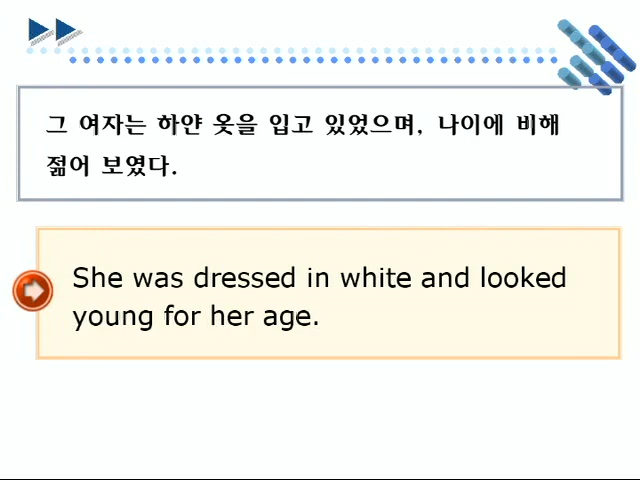 그 여자는 하얀 옷을 입고 있었으며, 나이에 비해
젊어 보였다.
She was dressed in white and looked
young for her age.